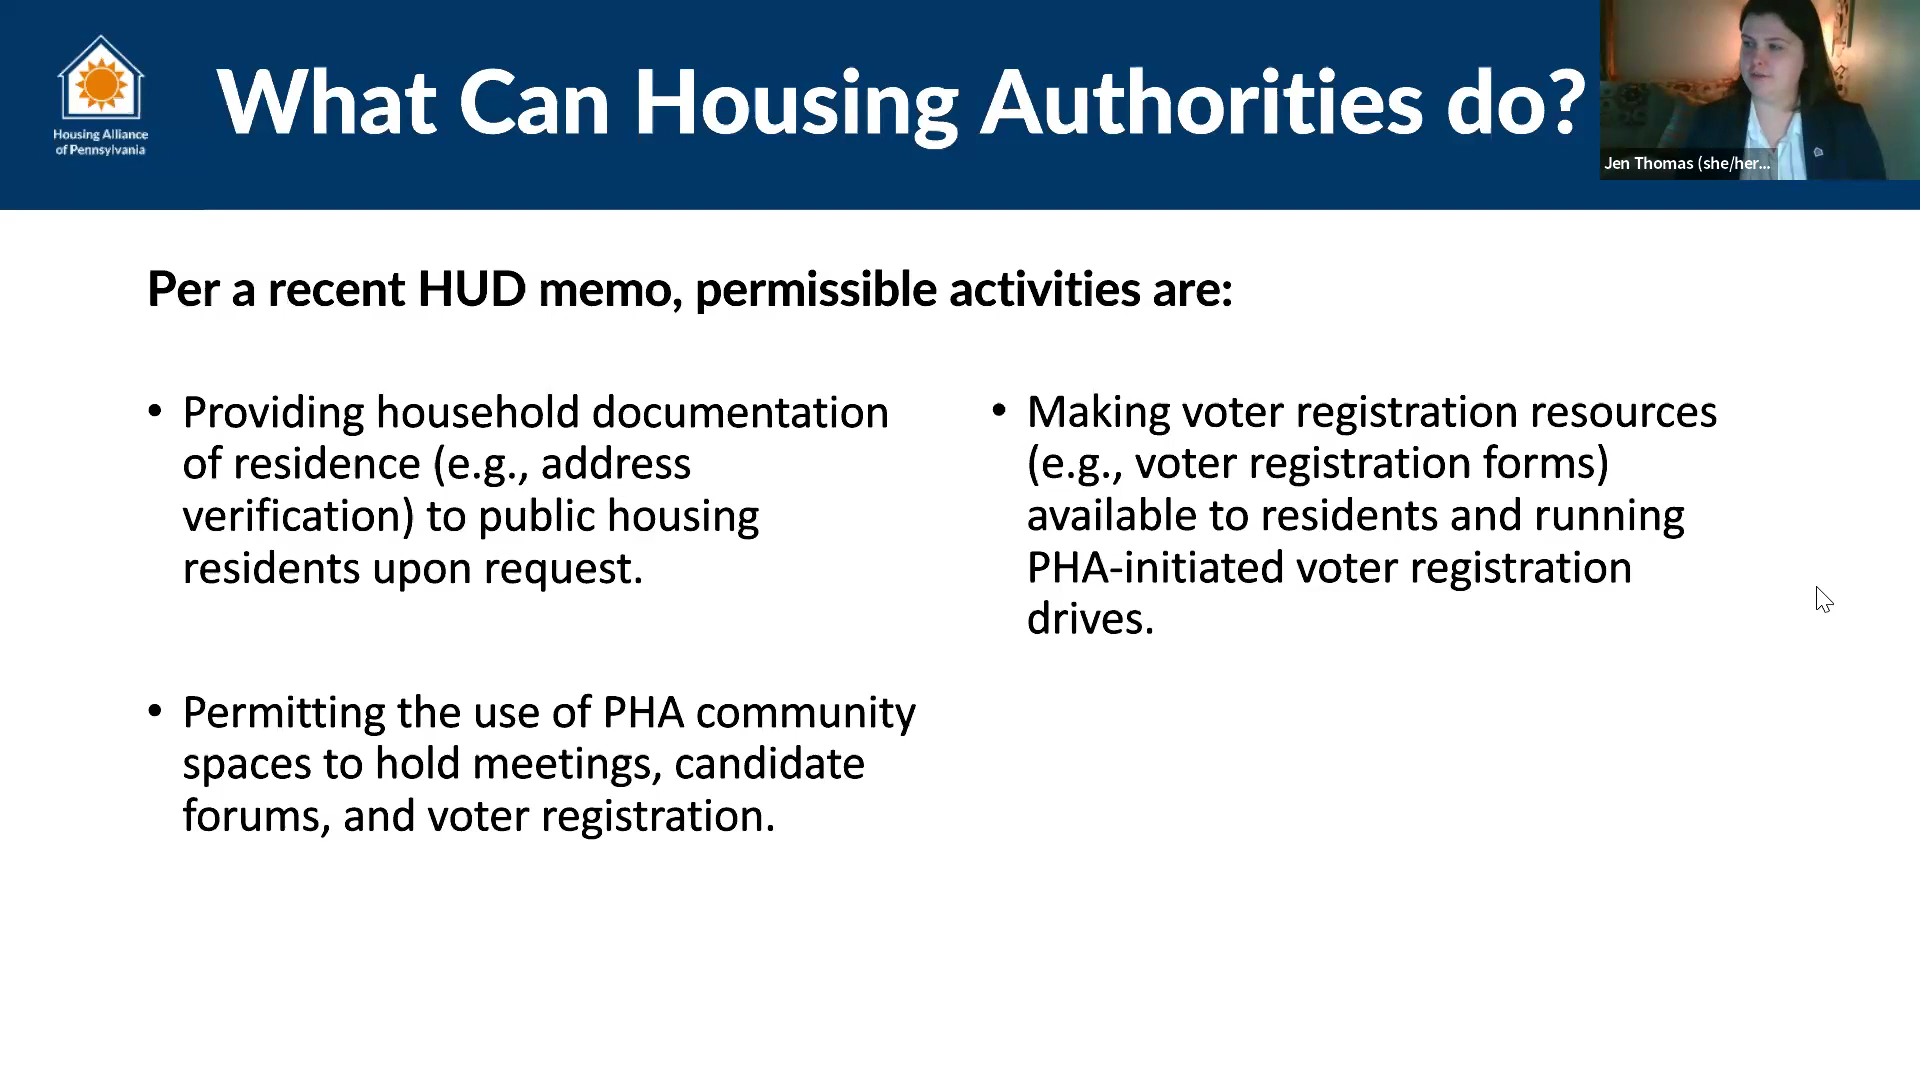 Housing Alliance
of Pennsylvania
What Can Housing Authorities do?
Jen Thomas (she/her...
Per a recent HUD memo, permissible activities are:
• Providing household documentation
of residence (e.g., address
verification) to public housing
residents upon request.
• Permitting the use of PHA community
spaces to hold meetings, candidate
forums, and voter registration.
• Making voter registration resources
(e.g., voter registration forms)
available to residents and running
PHA-initiated voter registration
drives.